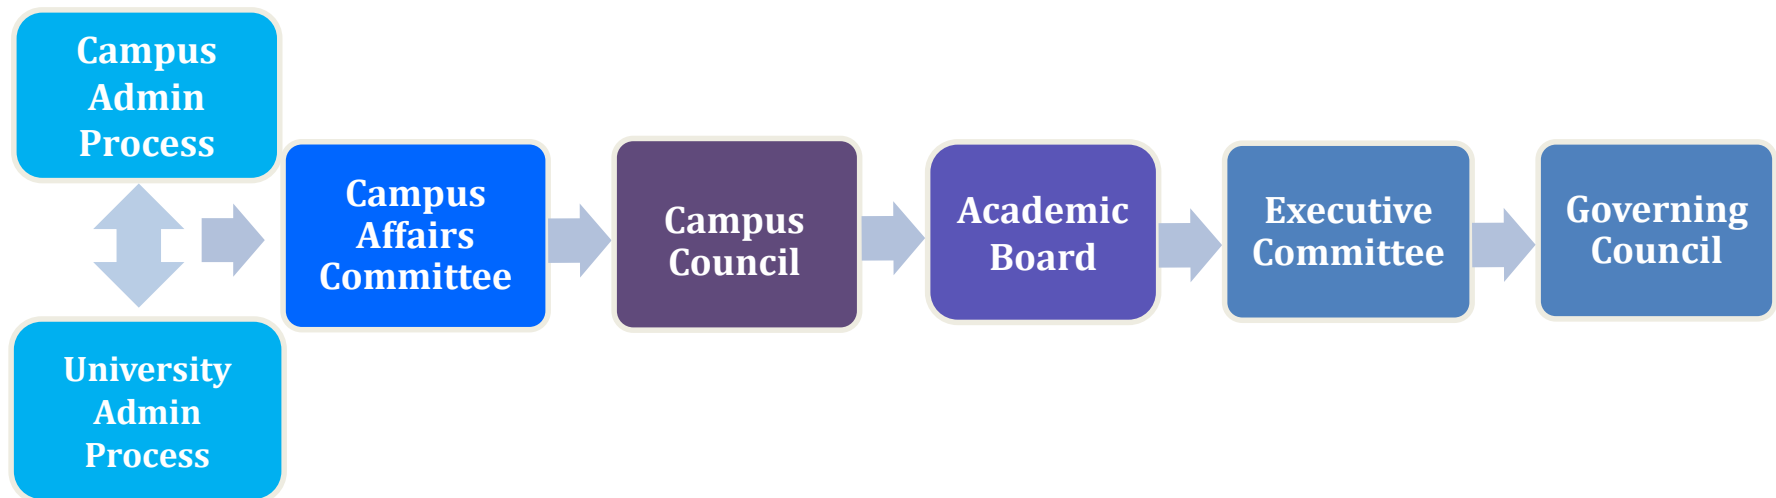 Campus
Admin
Process
University
Admin
Process
Campus
Affairs
Committee
Campus
Council
Academic
Board
Executive
Committee
Governing
Council